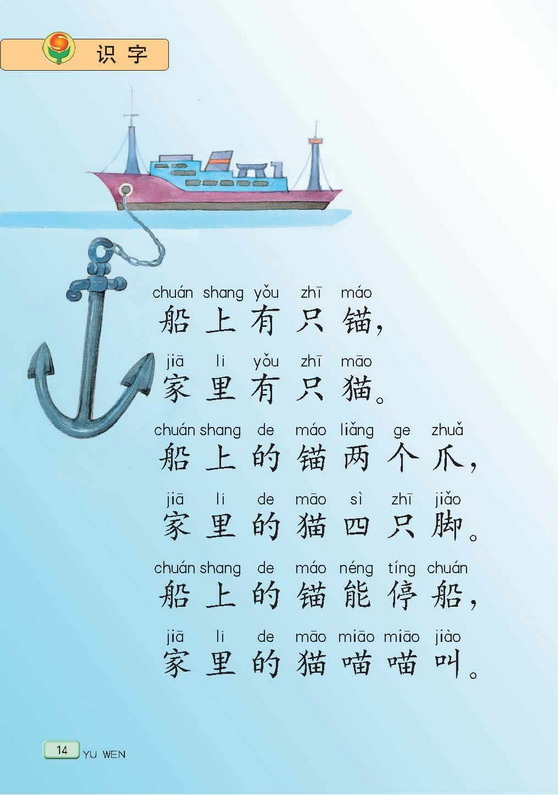 识字
chuán shang yǒu zhī máo
船上有只锚，
jiā li yǒu zhī māo
家里有只猫。
chuán shang de máo liǎng ge zhuǎ
船上的锚两个爪，
jiā li de māo sì zhī jiǎo
家里的猫四只脚。
chuán shang de máo néng tíng chuán
船上的锚能停船，
jiā li de māo miāo miāo jiào
家里的猫喵喵叫。
14 YU WEN